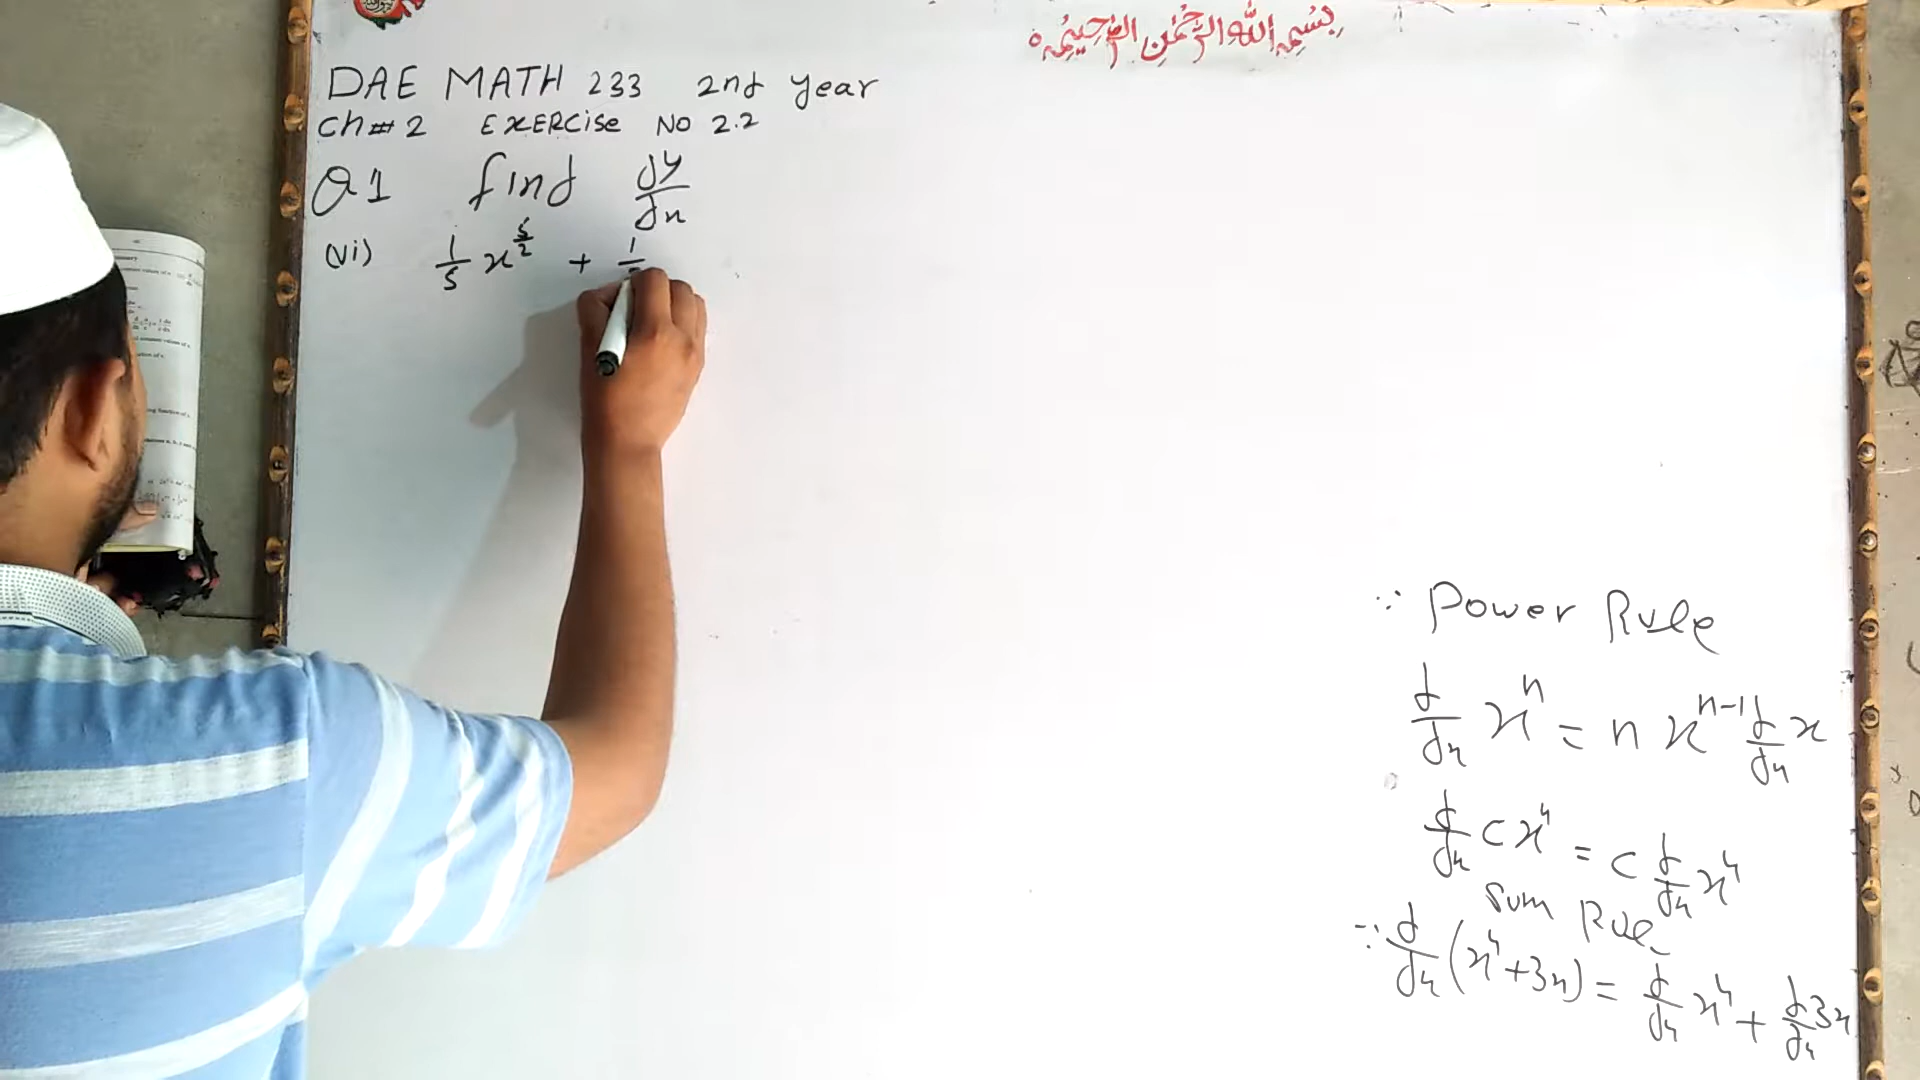 بِسْمِ اللهِ الرَّحْمٰنِ الرَّحِيْمِ ه
DAE MATH 233 2nd year
Ch# 2 EXERCise NO 2.2
Q1 find dy/dx
(vi) 1/5 x^5/2 + 1/
∵ Power Rule
d/dx x^n = n x^n-1 d/dx x
d/dx c x^4 = c d/dx x^4
Sum Rule
∵ d/dx (x^4+3x) = d/dx x^4 + d/dx 3x